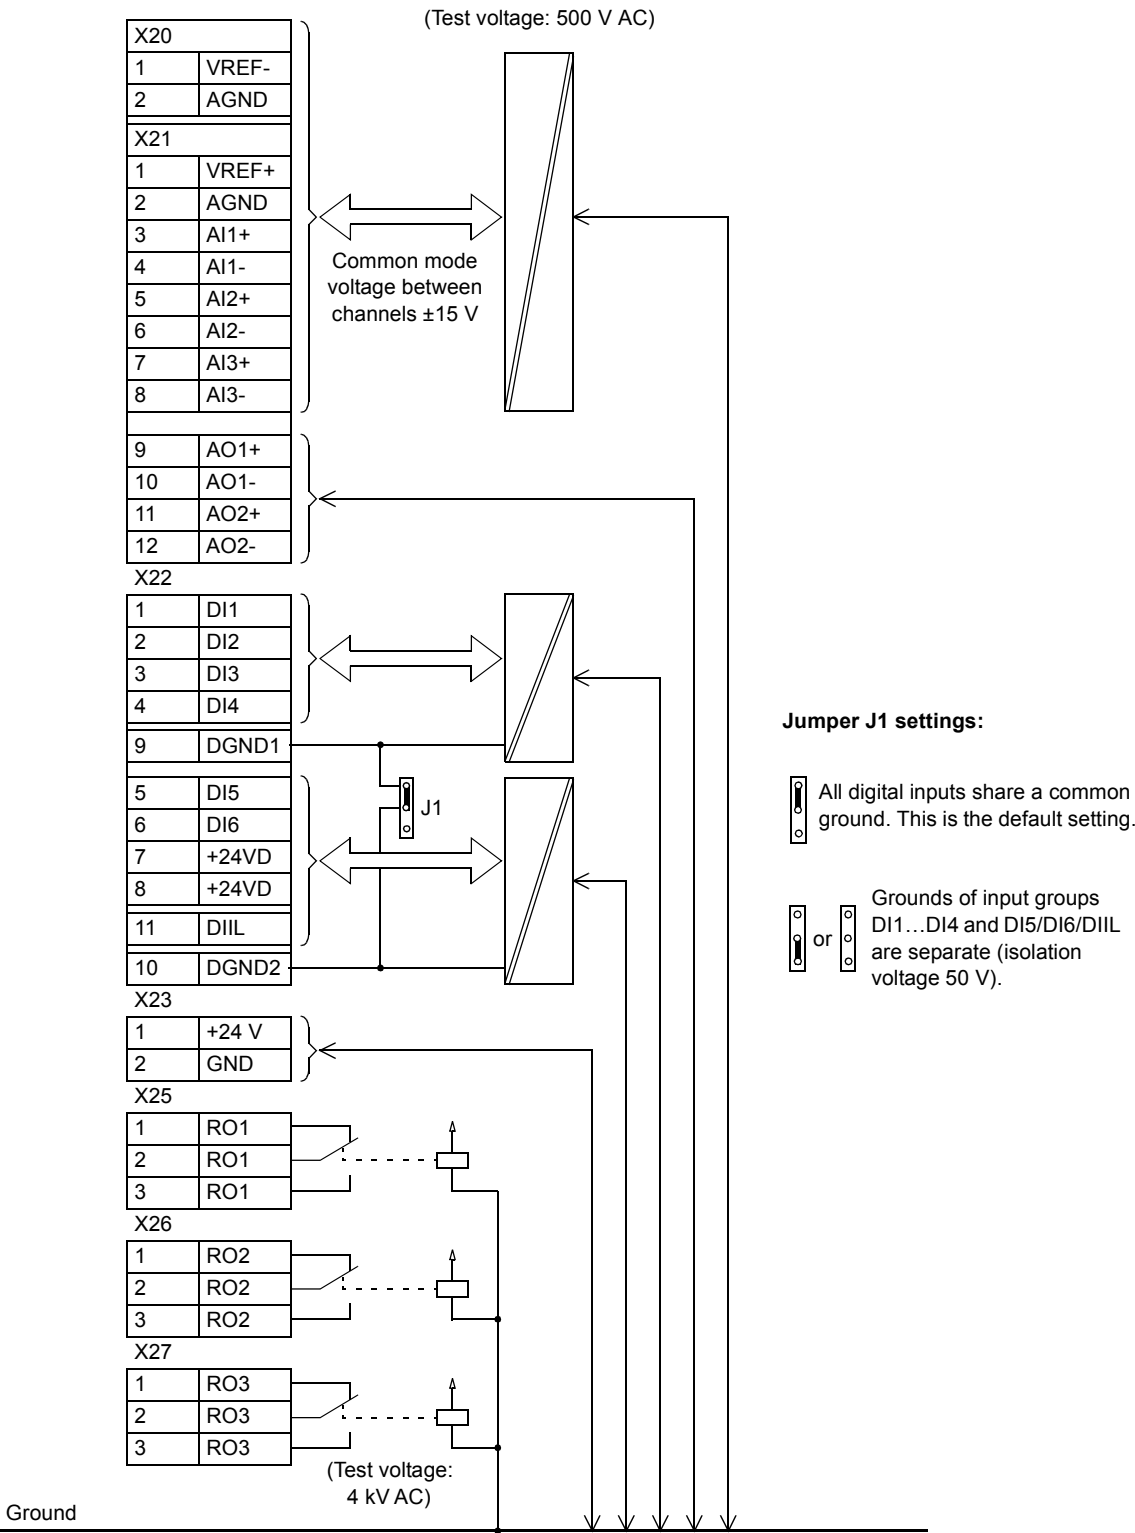 (Test voltage: 500 V AC)
X20
1 VREF-
2 AGND
X21
1 VREF+
2 AGND
3 AI1+
4 AI1-
5 AI2+
6 AI2-
7 AI3+
8 AI3-
Common mode
voltage between
channels ±15 V
9 AO1+
10 AO1-
11 AO2+
12 AO2-
X22
1 DI1
2 DI2
3 DI3
4 DI4
9 DGND1
5 DI5
6 DI6
7 +24VD
8 +24VD
11 DIIL
10 DGND2
J1
Jumper J1 settings:
All digital inputs share a common
ground. This is the default setting.
or
Grounds of input groups
DI1…DI4 and DI5/DI6/DIIL
are separate (isolation
voltage 50 V).
X23
1 +24 V
2 GND
X25
1 RO1
2 RO1
3 RO1
X26
1 RO2
2 RO2
3 RO2
X27
1 RO3
2 RO3
3 RO3
(Test voltage:
4 kV AC)
Ground